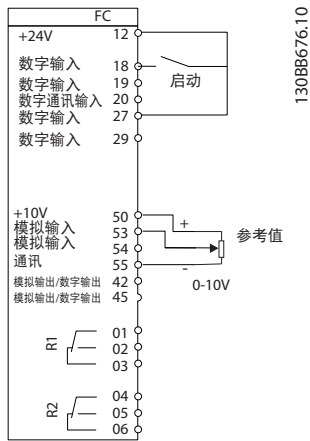 FC
+24V 12
数字输入 18
数字输入 19
数字通讯输入 20
数字输入 27
数字输入 29
启动
130BB676.10
+10V 50
模拟输入 53
模拟输入 54
通讯 55
模拟输出/数字输出 42
模拟输出/数字输出 45
+
-
参考值
0-10V
R1
01
02
03
R2
04
05
06